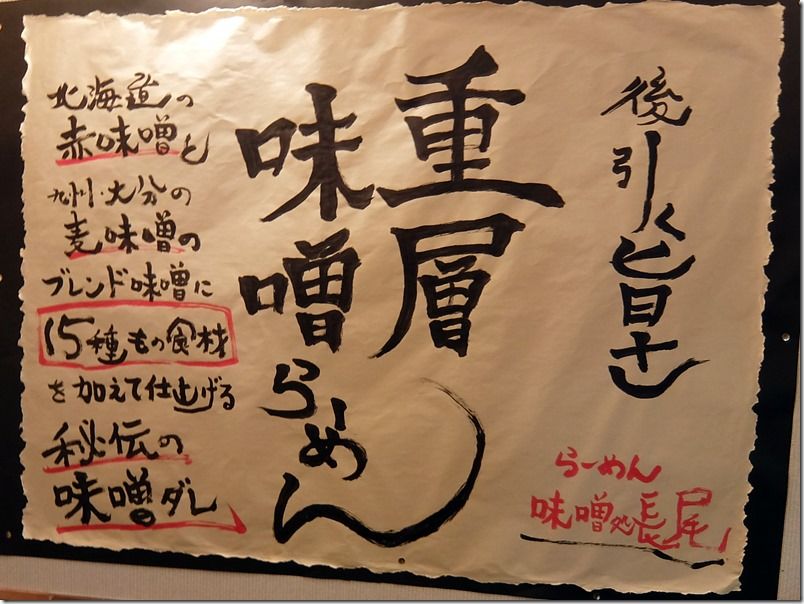 後引く旨さ
重層
味噌らーめん
北海道の
赤味噌と
九州・大分の
麦味噌の
ブレンド味噌に
15種もの食材
を加えて仕上げる
秘伝の
味噌ダレ
らーめん
味噌処長尾